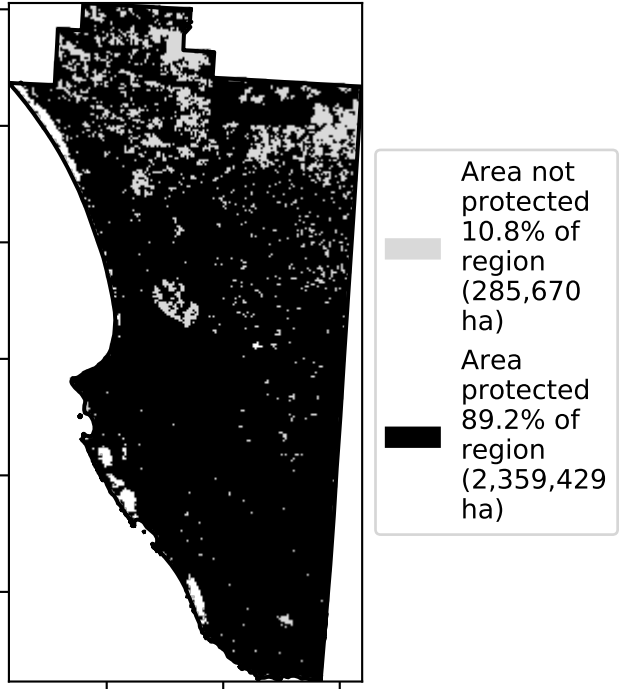 Area not
protected
10.8% of
region
(285,670
ha)
Area
protected
89.2% of
region
(2,359,429
ha)